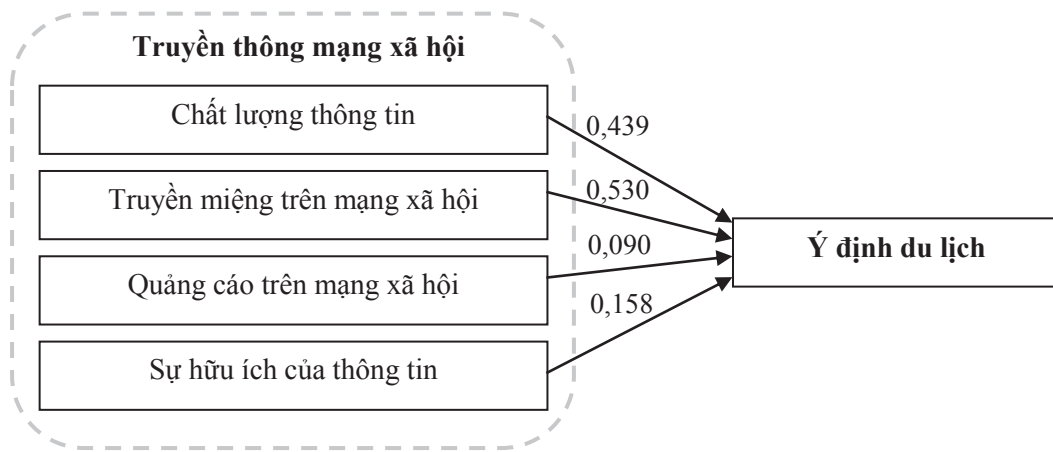 Truyền thông mạng xã hội
Chất lượng thông tin
Truyền miệng trên mạng xã hội
Quảng cáo trên mạng xã hội
Sự hữu ích của thông tin
0,439
0,530
0,090
0,158
Ý định du lịch